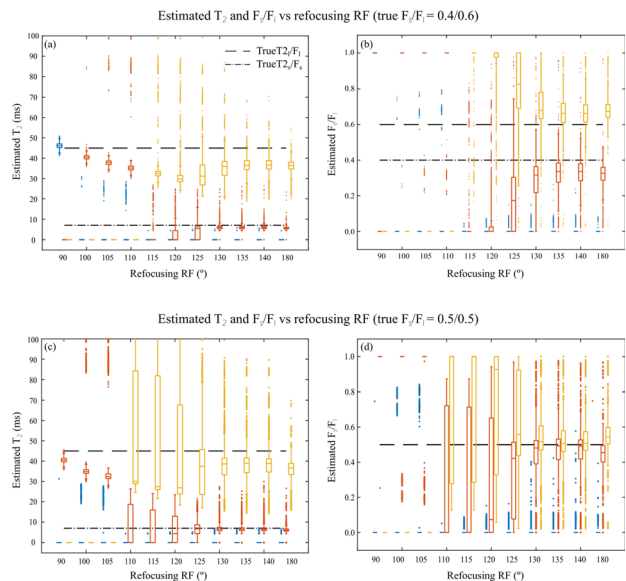 Estimated T₂ and Fₛ/Fₗ vs refocusing RF (true Fₛ/Fₗ = 0.4/0.6)
(a)
TrueT2ₗ/Fₗ
TrueT2ₛ/Fₛ
Estimated T₂ (ms)
100
90
80
70
60
50
40
30
20
10
0
90 100 105 110 115 120 125 130 135 140 180
Refocusing RF (º)
(b)
Estimated Fₛ/Fₗ
1.0
0.8
0.6
0.4
0.2
0.0
90 100 105 110 115 120 125 130 135 140 180
Refocusing RF (º)
Estimated T₂ and Fₛ/Fₗ vs refocusing RF (true Fₛ/Fₗ = 0.5/0.5)
(c)
Estimated T₂ (ms)
100
90
80
70
60
50
40
30
20
10
0
90 100 105 110 115 120 125 130 135 140 180
Refocusing RF (º)
(d)
Estimated Fₛ/Fₗ
1.0
0.8
0.6
0.4
0.2
0.0
90 100 105 110 115 120 125 130 135 140 180
Refocusing RF (º)